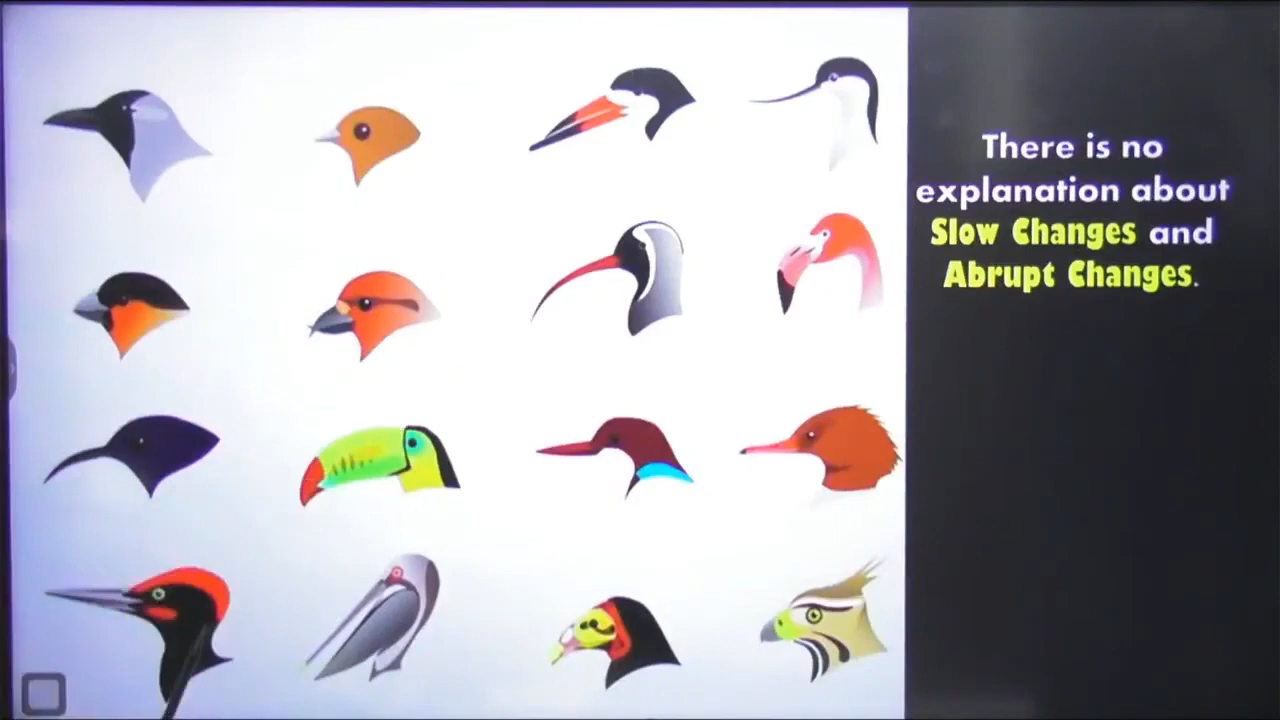 There is no
explanation about
Slow Changes and
Abrupt Changes.